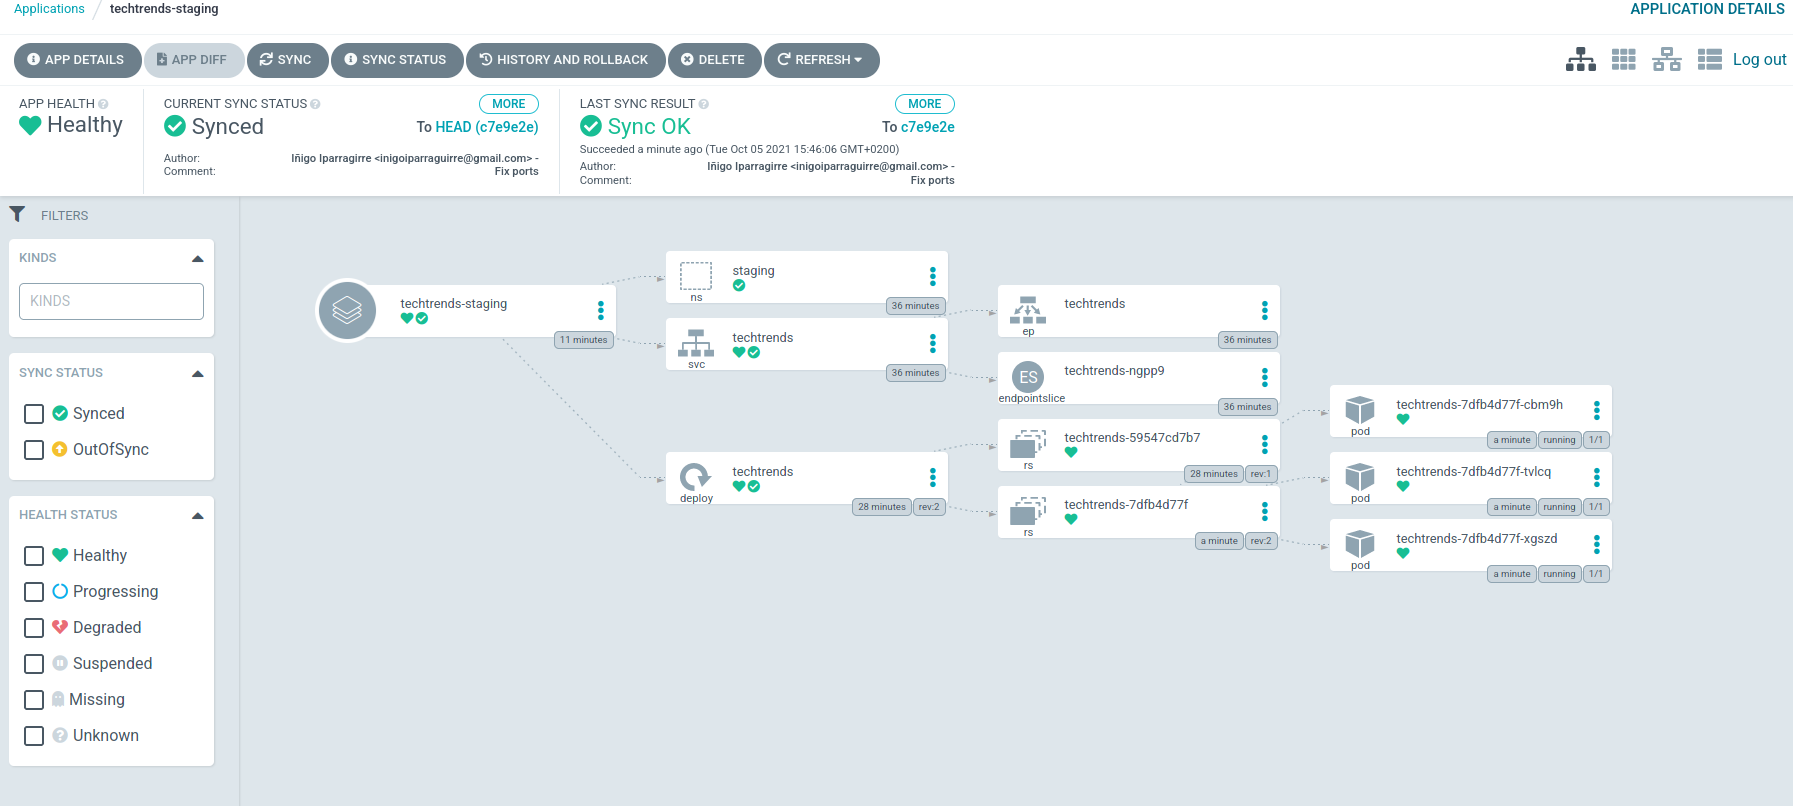 Applications / techtrends-staging
APPLICATION DETAILS
APP DETAILS
APP DIFF
SYNC
SYNC STATUS
HISTORY AND ROLLBACK
DELETE
REFRESH
Log out
APP HEALTH
Healthy
CURRENT SYNC STATUS
MORE
Synced
To HEAD (c7e9e2e)
Author: Iñigo Iparragirre <inigoiparraguirre@gmail.com> -
Comment: Fix ports
LAST SYNC RESULT
MORE
Sync OK
To c7e9e2e
Succeeded a minute ago (Tue Oct 05 2021 15:46:06 GMT+0200)
Author: Iñigo Iparragirre <inigoiparraguirre@gmail.com> -
Comment: Fix ports
FILTERS
KINDS
KINDS
SYNC STATUS
Synced
OutOfSync
HEALTH STATUS
Healthy
Progressing
Degraded
Suspended
Missing
Unknown
techtrends-staging
11 minutes
staging
ns
36 minutes
techtrends
svc
36 minutes
techtrends
deploy
28 minutes rev:2
techtrends
ep
36 minutes
ES
techtrends-ngpp9
endpointslice
36 minutes
techtrends-59547cd7b7
rs
28 minutes rev:1
techtrends-7dfb4d77f
rs
a minute rev:2
techtrends-7dfb4d77f-cbm9h
pod
a minute running 1/1
techtrends-7dfb4d77f-tvlcq
pod
a minute running 1/1
techtrends-7dfb4d77f-xgszd
pod
a minute running 1/1